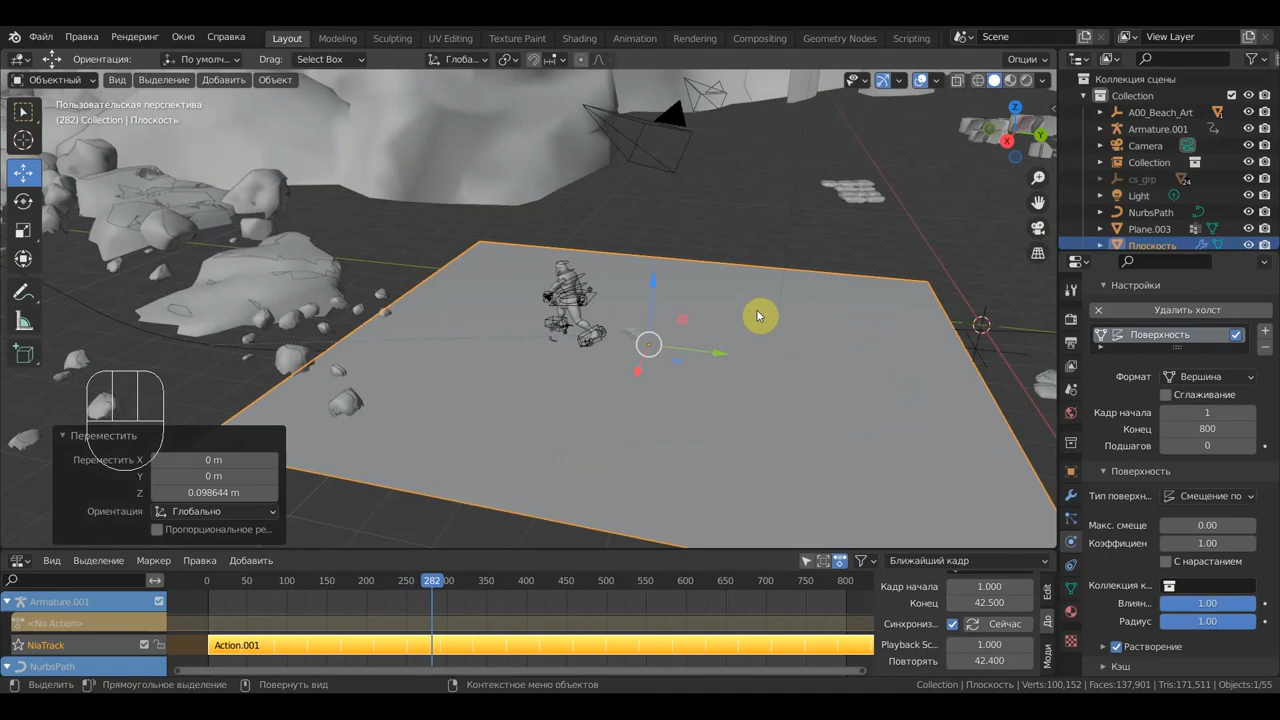 Файл Правка Рендеринг Окно Справка Layout Modeling Sculpting UV Editing Texture Paint Shading Animation Rendering Compositing Geometry Nodes Scripting Scene View Layer
Ориентация: По умолч... Drag: Select Box Глоба... Опции
Объектный Вид Выделение Добавить Объект
Пользовательская перспектива
(282) Collection | Плоскость
Z
Y
X
Коллекция сцены
Collection
A00_Beach_Art
Armature.001
Camera
Collection
cs_grp 24
Light
NurbsPath
Plane.003
Плоскость
Настройки
Удалить холст
Поверхность
Формат Вершина
Сглаживание
Кадр начала 1
Конец 800
Подшагов 0
Поверхность
Тип поверхн... Смещение по
Макс. смеще 0.00
Коэффициен 1.00
С нарастанием
Коллекция к...
Влиян... 1.00
Радиус 1.00
Растворение
Кэш
Переместить
Переместить X 0 m
Y 0 m
Z 0.098644 m
Ориентация Глобально
Пропорциональное ре...
Вид Выделение Маркер Правка Добавить Ближайший кадр
0 50 100 150 200 250 282 300 350 400 450 500 550 600 650 700 750 800
Armature.001
<No Action>
NlaTrack Action.001
NurbsPath
Кадр начала 1.000
Конец 42.500
Синхрониз... Сейчас
Playback Sc... 1.000
Повторять 42.400
Edit
До
Моди
Выделить Прямоугольное выделение Повернуть вид Контекстное меню объектов Collection | Плоскость | Verts:100,152 | Faces:137,901 | Tris:171,511 | Objects:1/55